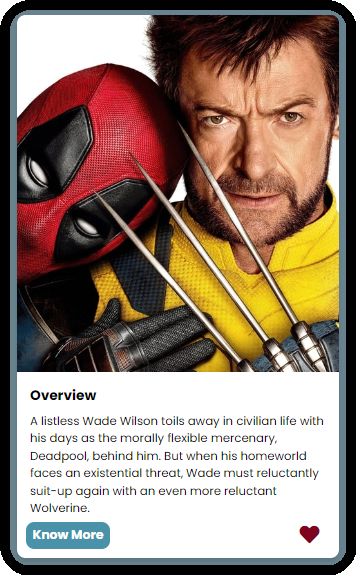 Overview
A listless Wade Wilson toils away in civilian life with
his days as the morally flexible mercenary,
Deadpool, behind him. But when his homeworld
faces an existential threat, Wade must reluctantly
suit-up again with an even more reluctant
Wolverine.
Know More